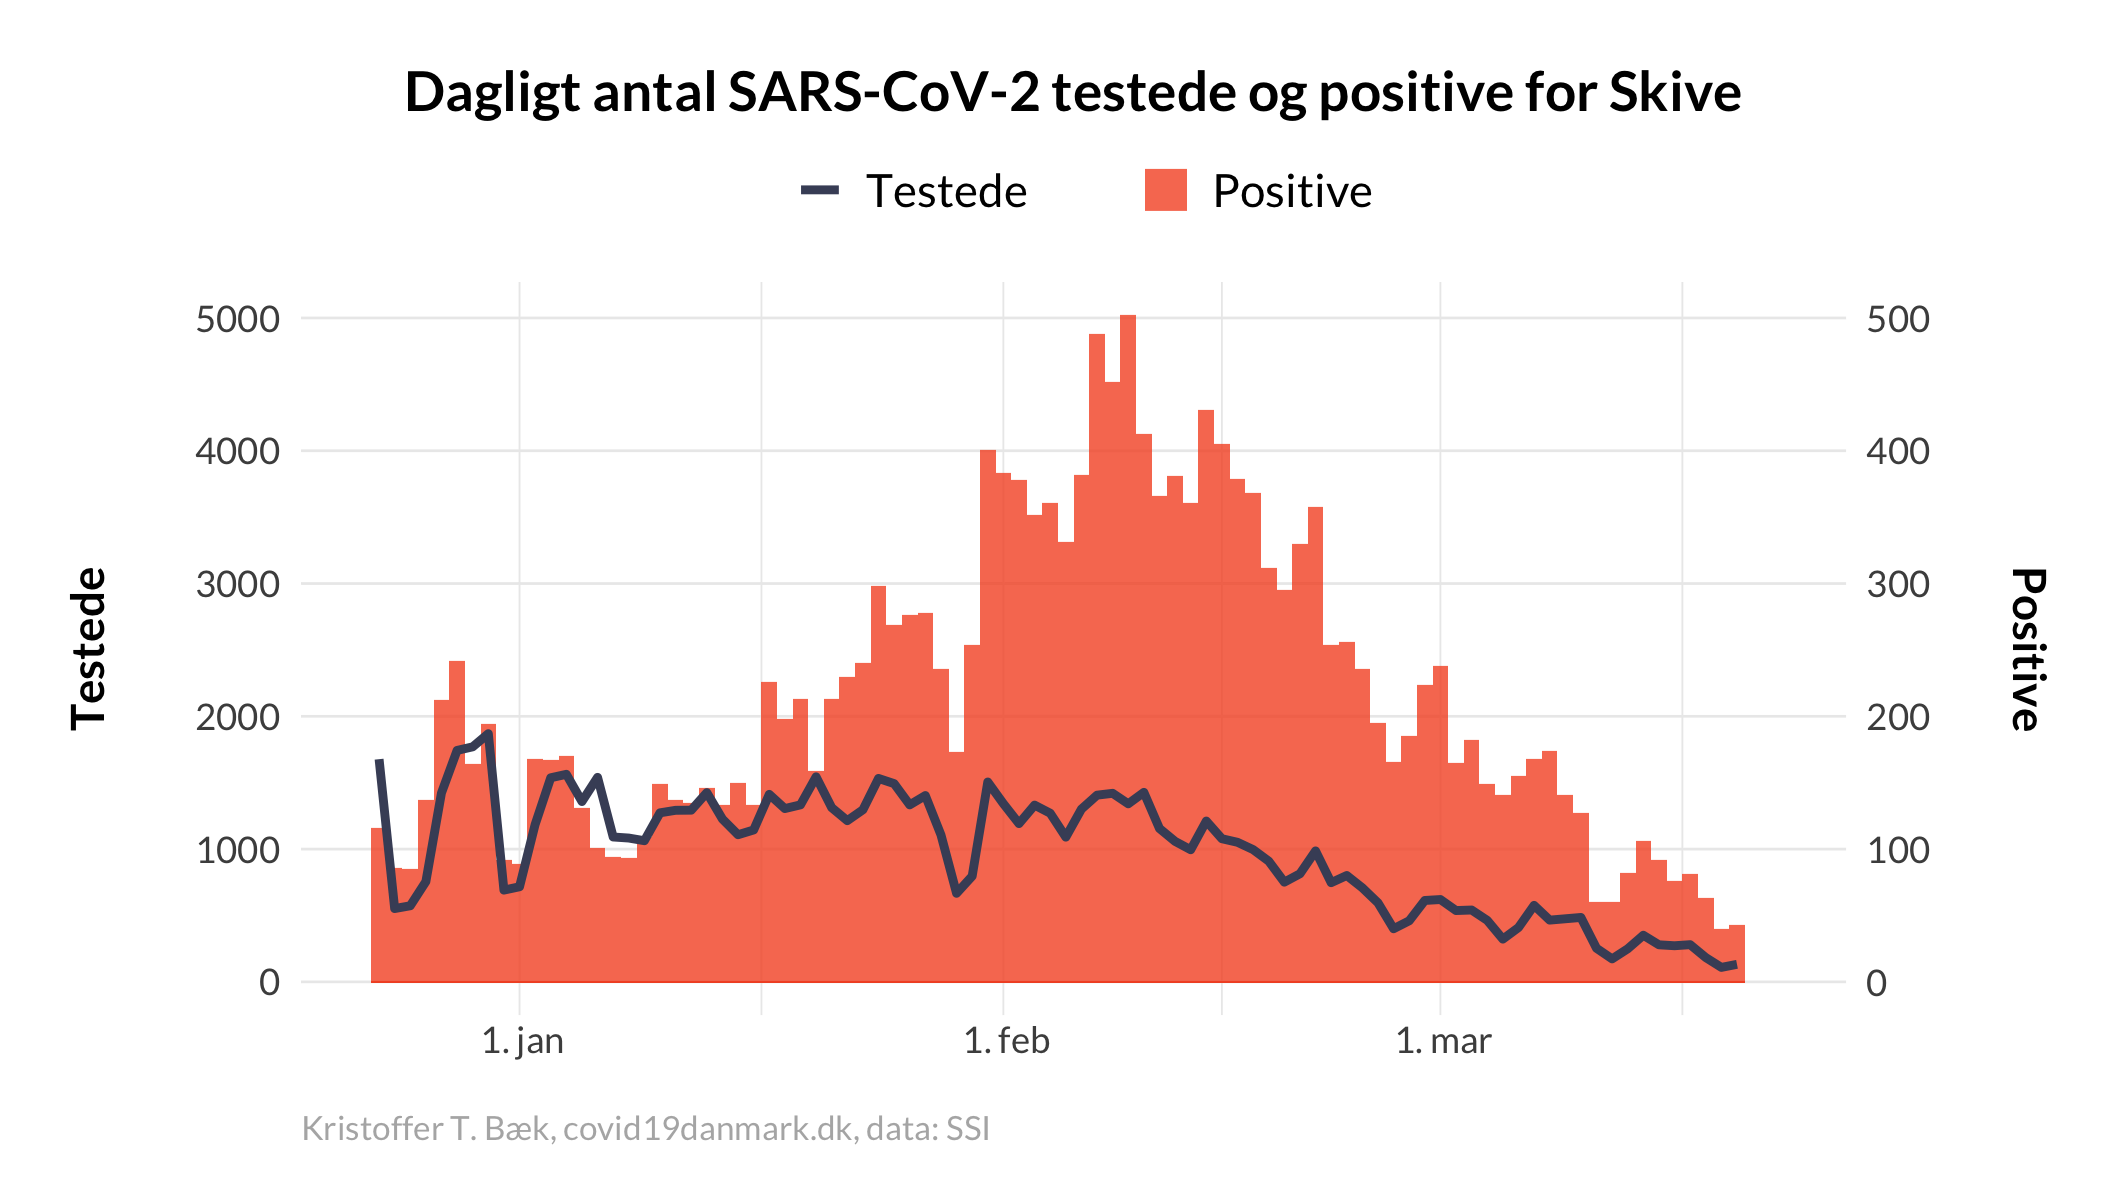 Dagligt antal SARS-CoV-2 testede og positive for Skive
Testede Positive
5000 500
4000 400
3000 300
2000 200
1000 100
0 0
Testede
Positive
1. jan 1. feb 1. mar
Kristoffer T. Bæk, covid19danmark.dk, data: SSI